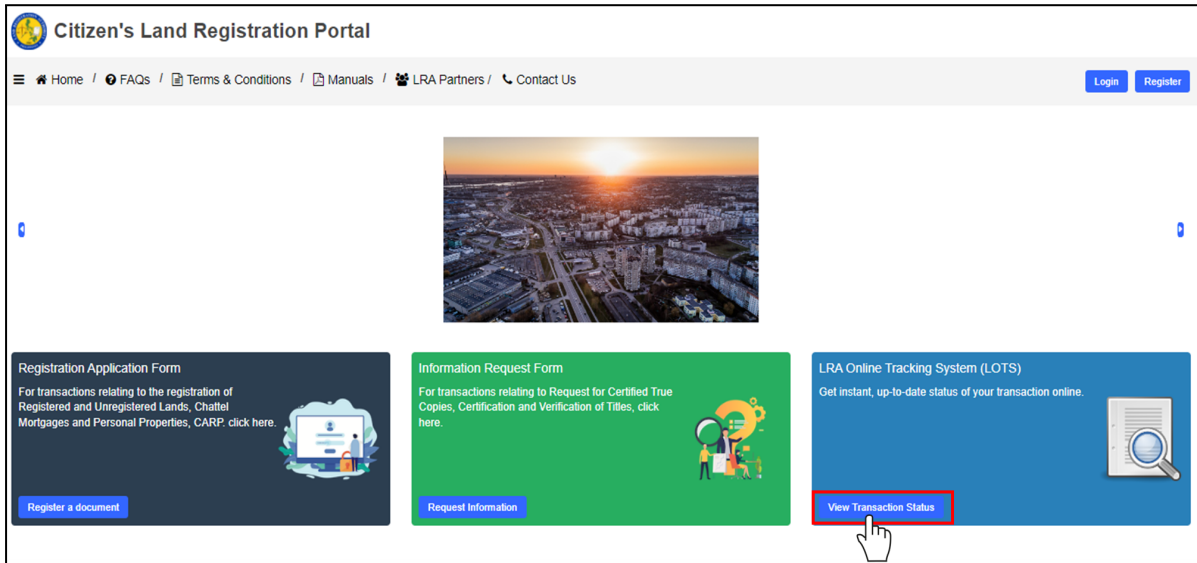 Citizen's Land Registration Portal
Home / FAQs / Terms & Conditions / Manuals / LRA Partners / Contact Us
Login Register
Registration Application Form
For transactions relating to the registration of
Registered and Unregistered Lands, Chattel
Mortgages and Personal Properties, CARP. click here.
Register a document
Information Request Form
For transactions relating to Request for Certified True
Copies, Certification and Verification of Titles, click
here.
Request Information
LRA Online Tracking System (LOTS)
Get instant, up-to-date status of your transaction online.
View Transaction Status